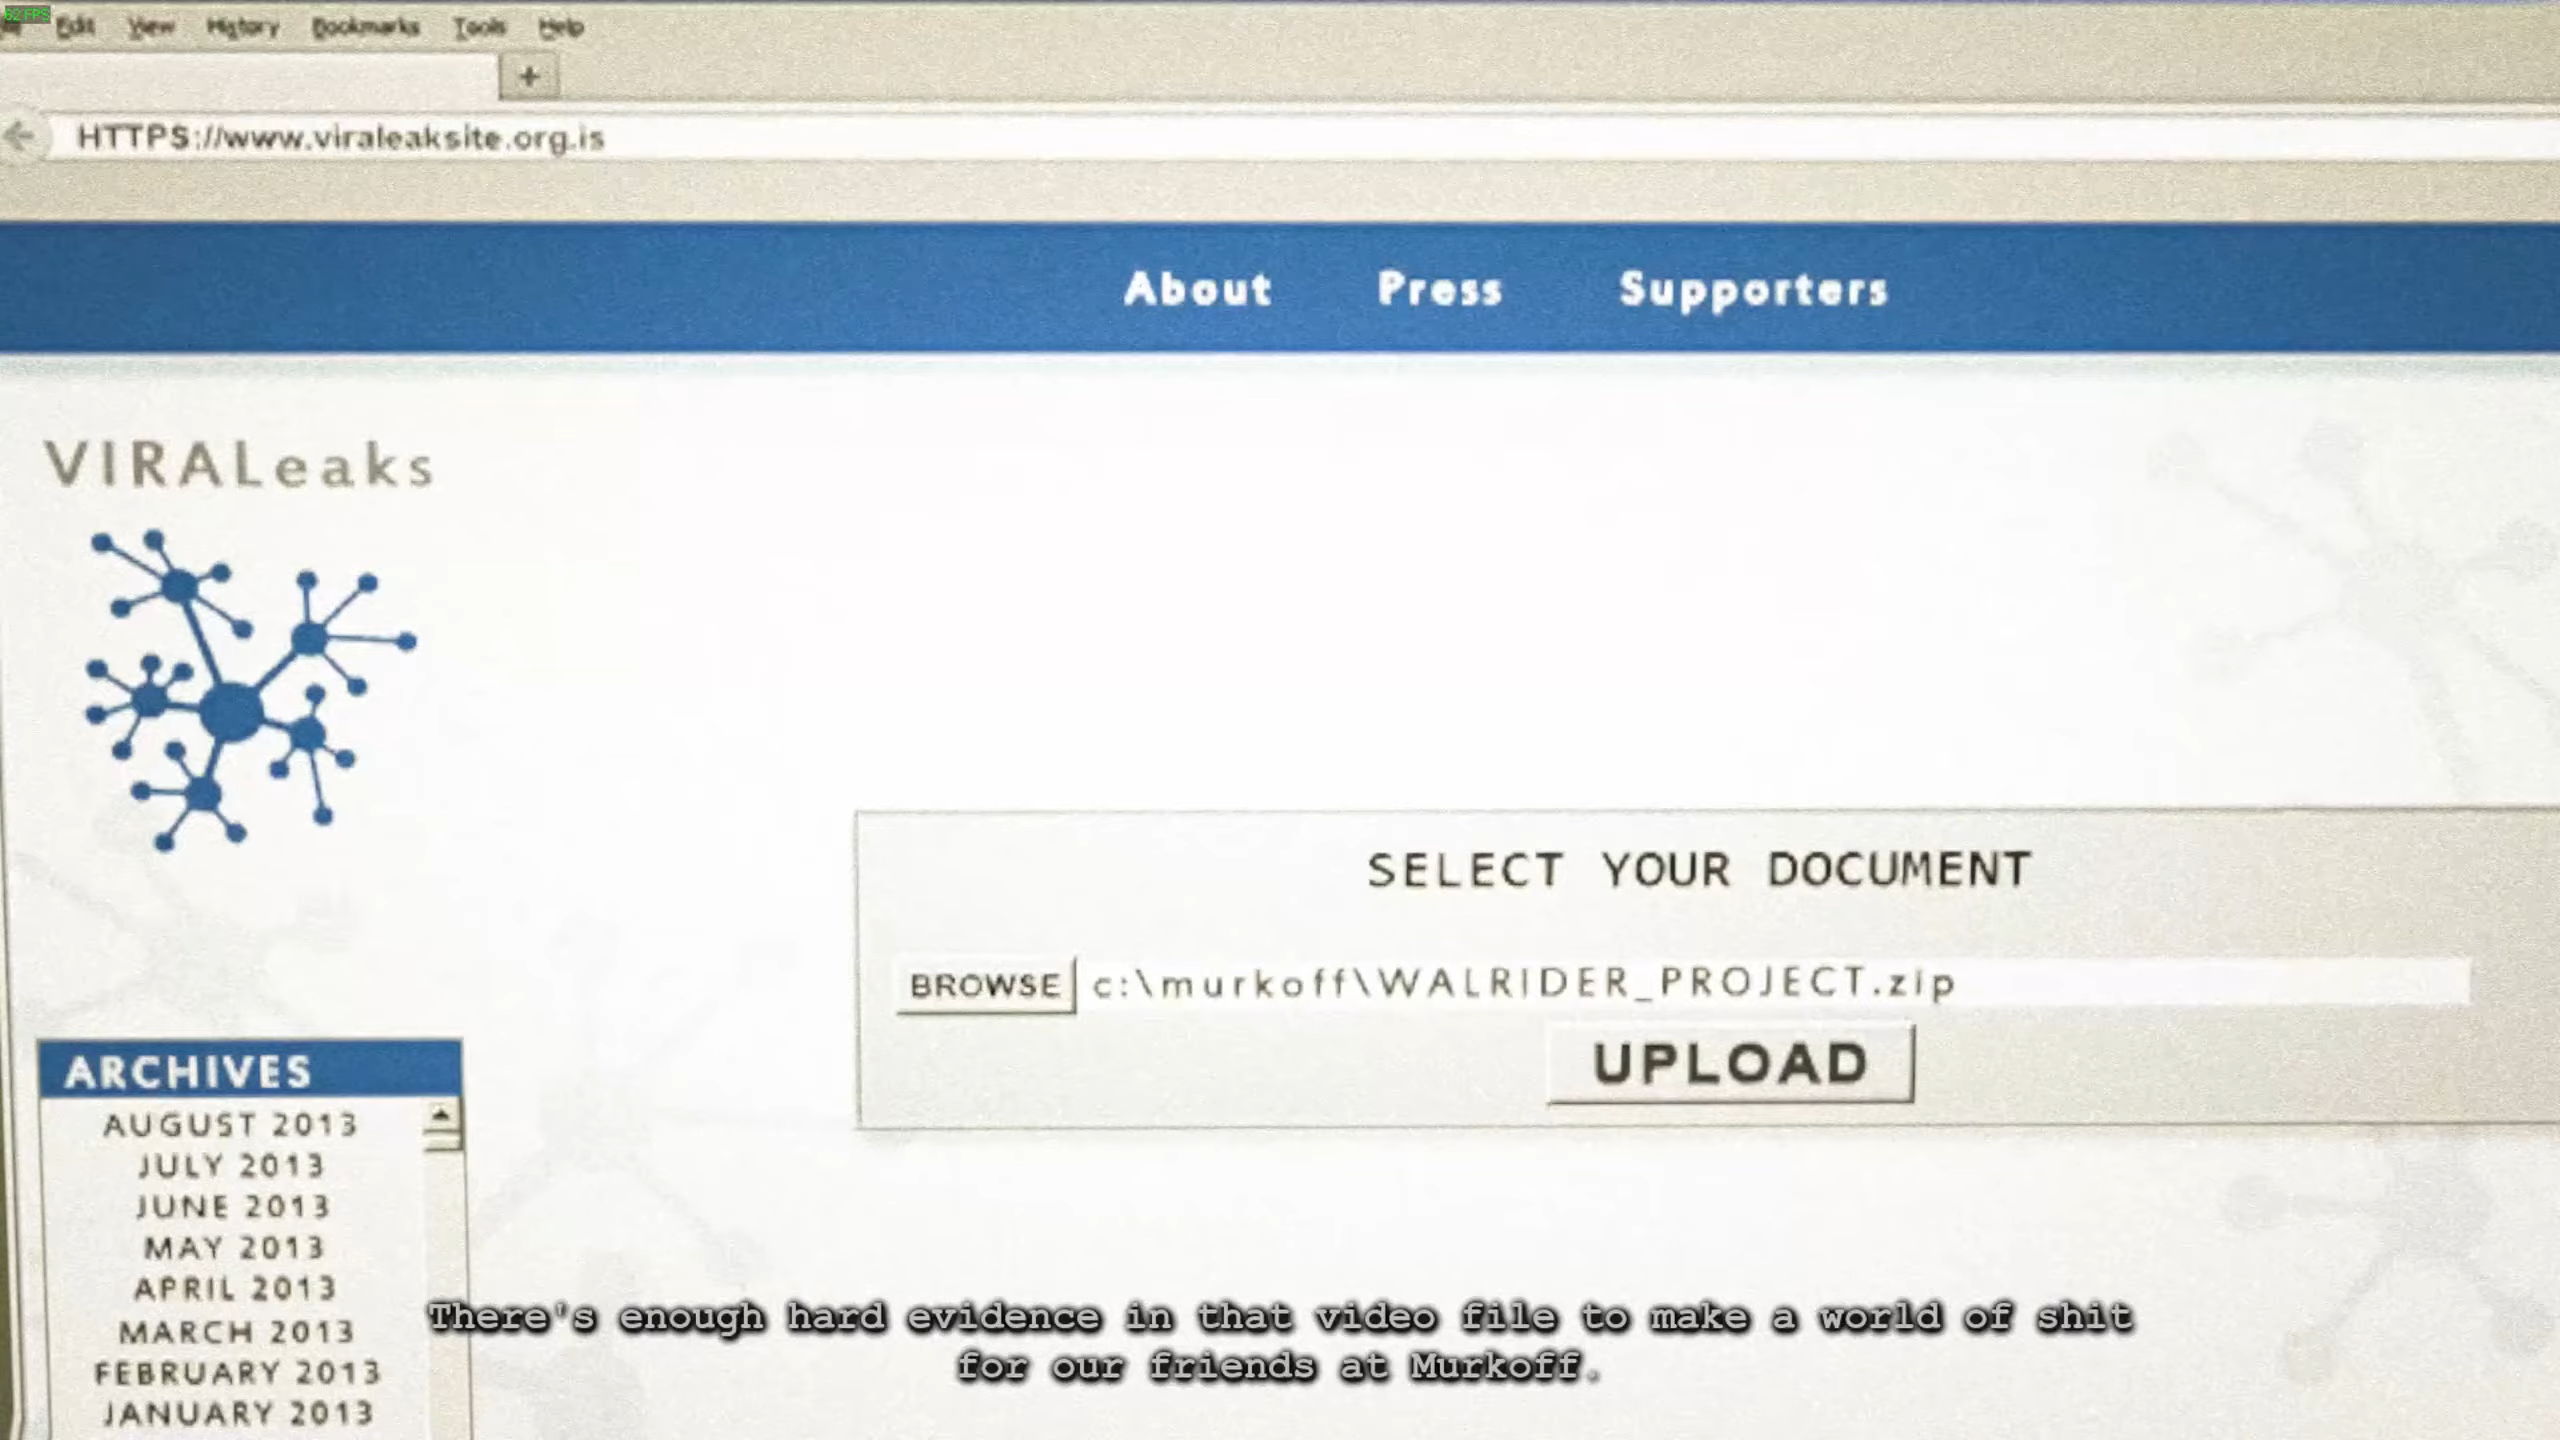 62 FPS
Edit View History Bookmarks Tools Help
+
HTTPS://www.viraleaksite.org.is
About Press Supporters
VIRALeaks
SELECT YOUR DOCUMENT
BROWSE c:\murkoff\WALRIDER_PROJECT.zip
UPLOAD
ARCHIVES
AUGUST 2013
JULY 2013
JUNE 2013
MAY 2013
APRIL 2013
MARCH 2013
FEBRUARY 2013
JANUARY 2013
There's enough hard evidence in that video file to make a world of shit
for our friends at Murkoff.